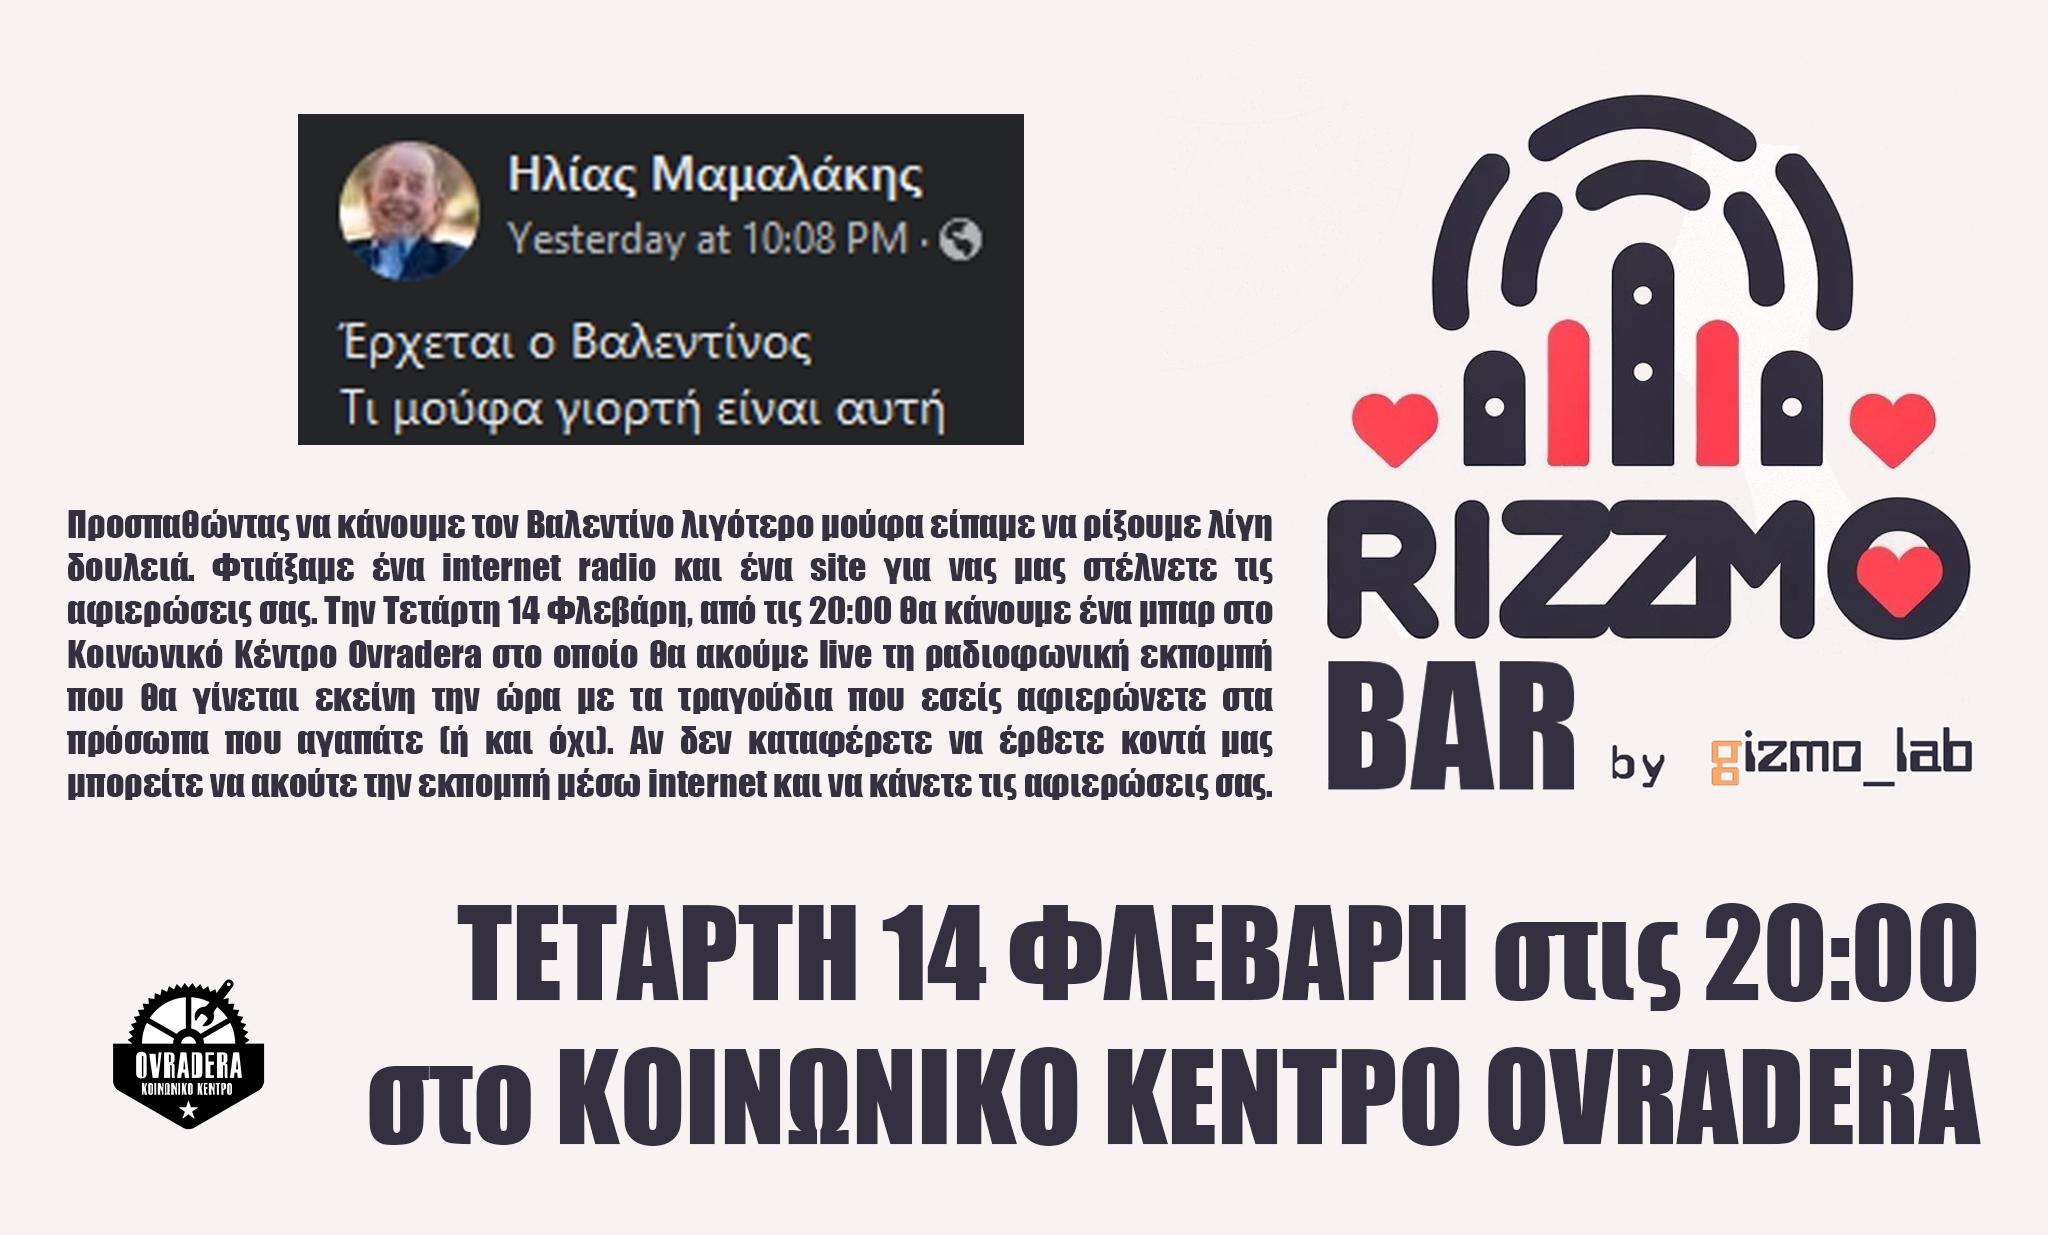 Ηλίας Μαμαλάκης
Yesterday at 10:08 PM ·
Έρχεται ο Βαλεντίνος
Τι μούφα γιορτή είναι αυτή
Προσπαθώντας να κάνουμε τον Βαλεντίνο λιγότερο μούφα είπαμε να ρίξουμε λίγη
δουλειά. Φτιάξαμε ένα internet radio και ένα site για νας μας στέλνετε τις
αφιερώσεις σας. Την Τετάρτη 14 Φλεβάρη, από τις 20:00 θα κάνουμε ένα μπαρ στο
Κοινωνικό Κέντρο Ovradera στο οποίο θα ακούμε live τη ραδιοφωνική εκπομπή
που θα γίνεται εκείνη την ώρα με τα τραγούδια που εσείς αφιερώνετε στα
πρόσωπα που αγαπάτε (ή και όχι). Αν δεν καταφέρετε να έρθετε κοντά μας
μπορείτε να ακούτε την εκπομπή μέσω internet και να κάνετε τις αφιερώσεις σας.
RIZZMO
BAR by gizmo_lab
ΤΕΤΑΡΤΗ 14 ΦΛΕΒΑΡΗ στις 20:00
στο ΚΟΙΝΩΝΙΚΟ ΚΕΝΤΡΟ OVRADERA
OVRADERA
ΚΟΙΝΩΝΙΚΟ ΚΕΝΤΡΟ